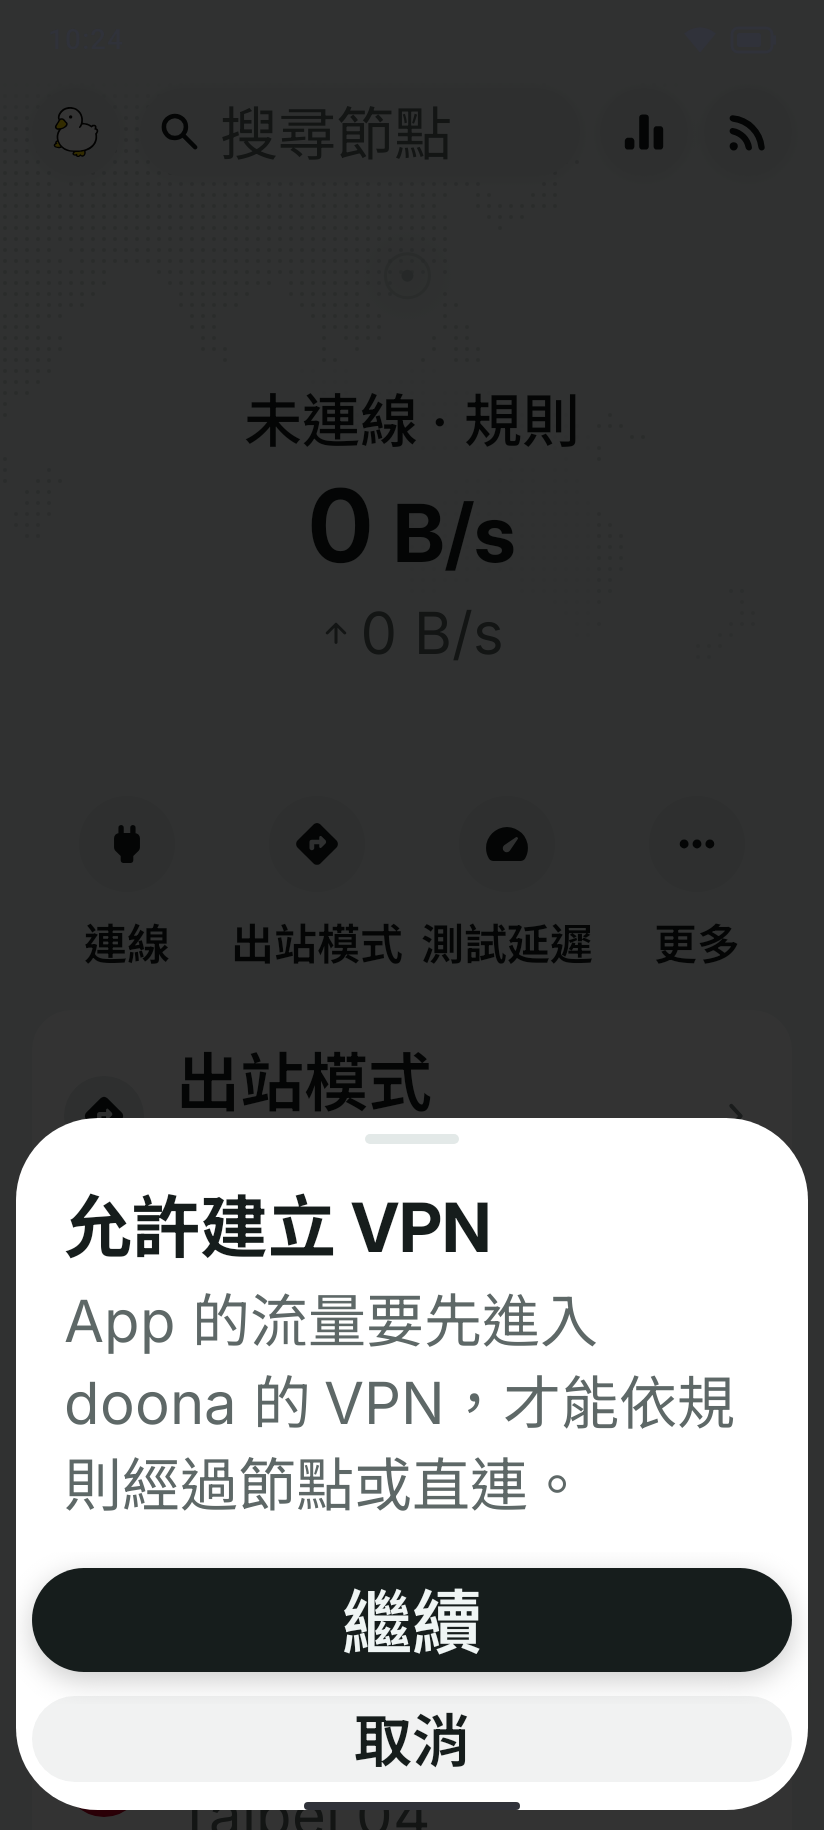 搜尋節點
未連線 · 規則
0 B/s
↑ 0 B/s
連線
出站模式
測試延遲
更多
出站模式
允許建立 VPN
App 的流量要先進入
doona 的 VPN，才能依規
則經過節點或直連。
繼續
取消
Taipei 04